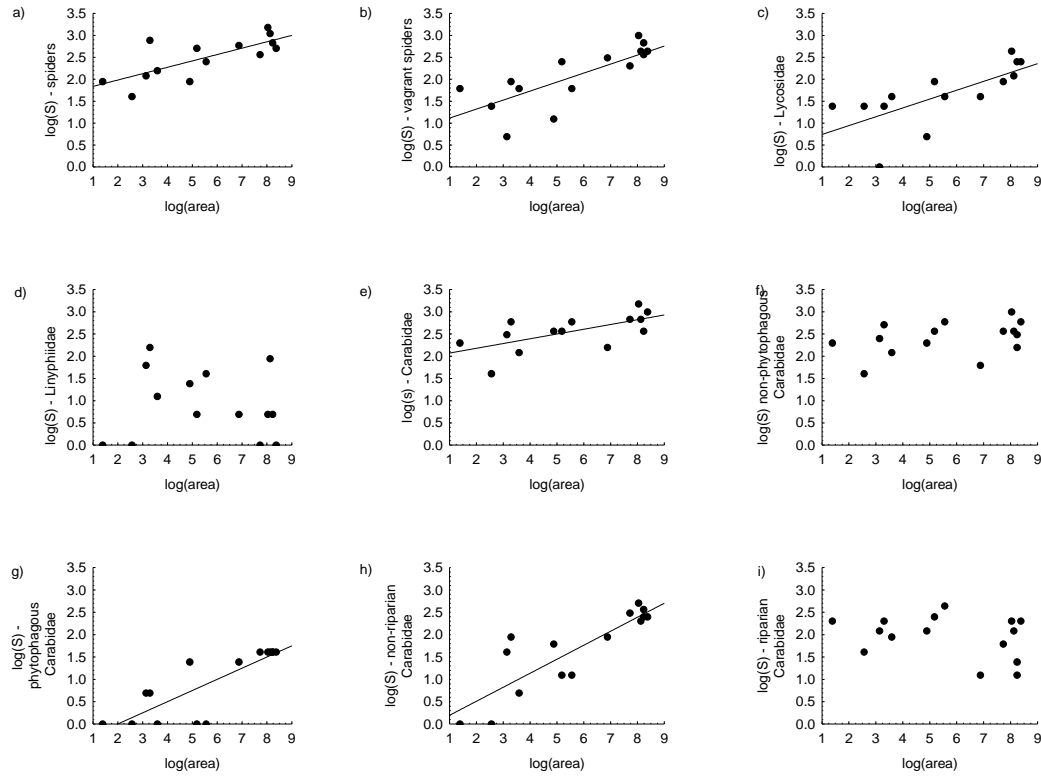 a)
log(S) - spiders
3.5
3.0
2.5
2.0
1.5
1.0
0.5
0.0
1 2 3 4 5 6 7 8 9
log(area)
b)
log(S) - vagrant spiders
3.5
3.0
2.5
2.0
1.5
1.0
0.5
0.0
1 2 3 4 5 6 7 8 9
log(area)
c)
log(S) - Lycosidae
3.5
3.0
2.5
2.0
1.5
1.0
0.5
0.0
1 2 3 4 5 6 7 8 9
log(area)
d)
log(S) - Linyphiidae
3.5
3.0
2.5
2.0
1.5
1.0
0.5
0.0
1 2 3 4 5 6 7 8 9
log(area)
e)
log(s) - Carabidae
3.5
3.0
2.5
2.0
1.5
1.0
0.5
0.0
1 2 3 4 5 6 7 8 9
log(area)
f)
log(S) non-phytophagous
Carabidae
3.5
3.0
2.5
2.0
1.5
1.0
0.5
0.0
1 2 3 4 5 6 7 8 9
log(area)
g)
log(S) -
phytophagous
Carabidae
3.5
3.0
2.5
2.0
1.5
1.0
0.5
0.0
1 2 3 4 5 6 7 8 9
log(area)
h)
log(S) - non-riparian
Carabidae
3.5
3.0
2.5
2.0
1.5
1.0
0.5
0.0
1 2 3 4 5 6 7 8 9
log(area)
i)
log(S) - riparian
Carabidae
3.5
3.0
2.5
2.0
1.5
1.0
0.5
0.0
1 2 3 4 5 6 7 8 9
log(area)